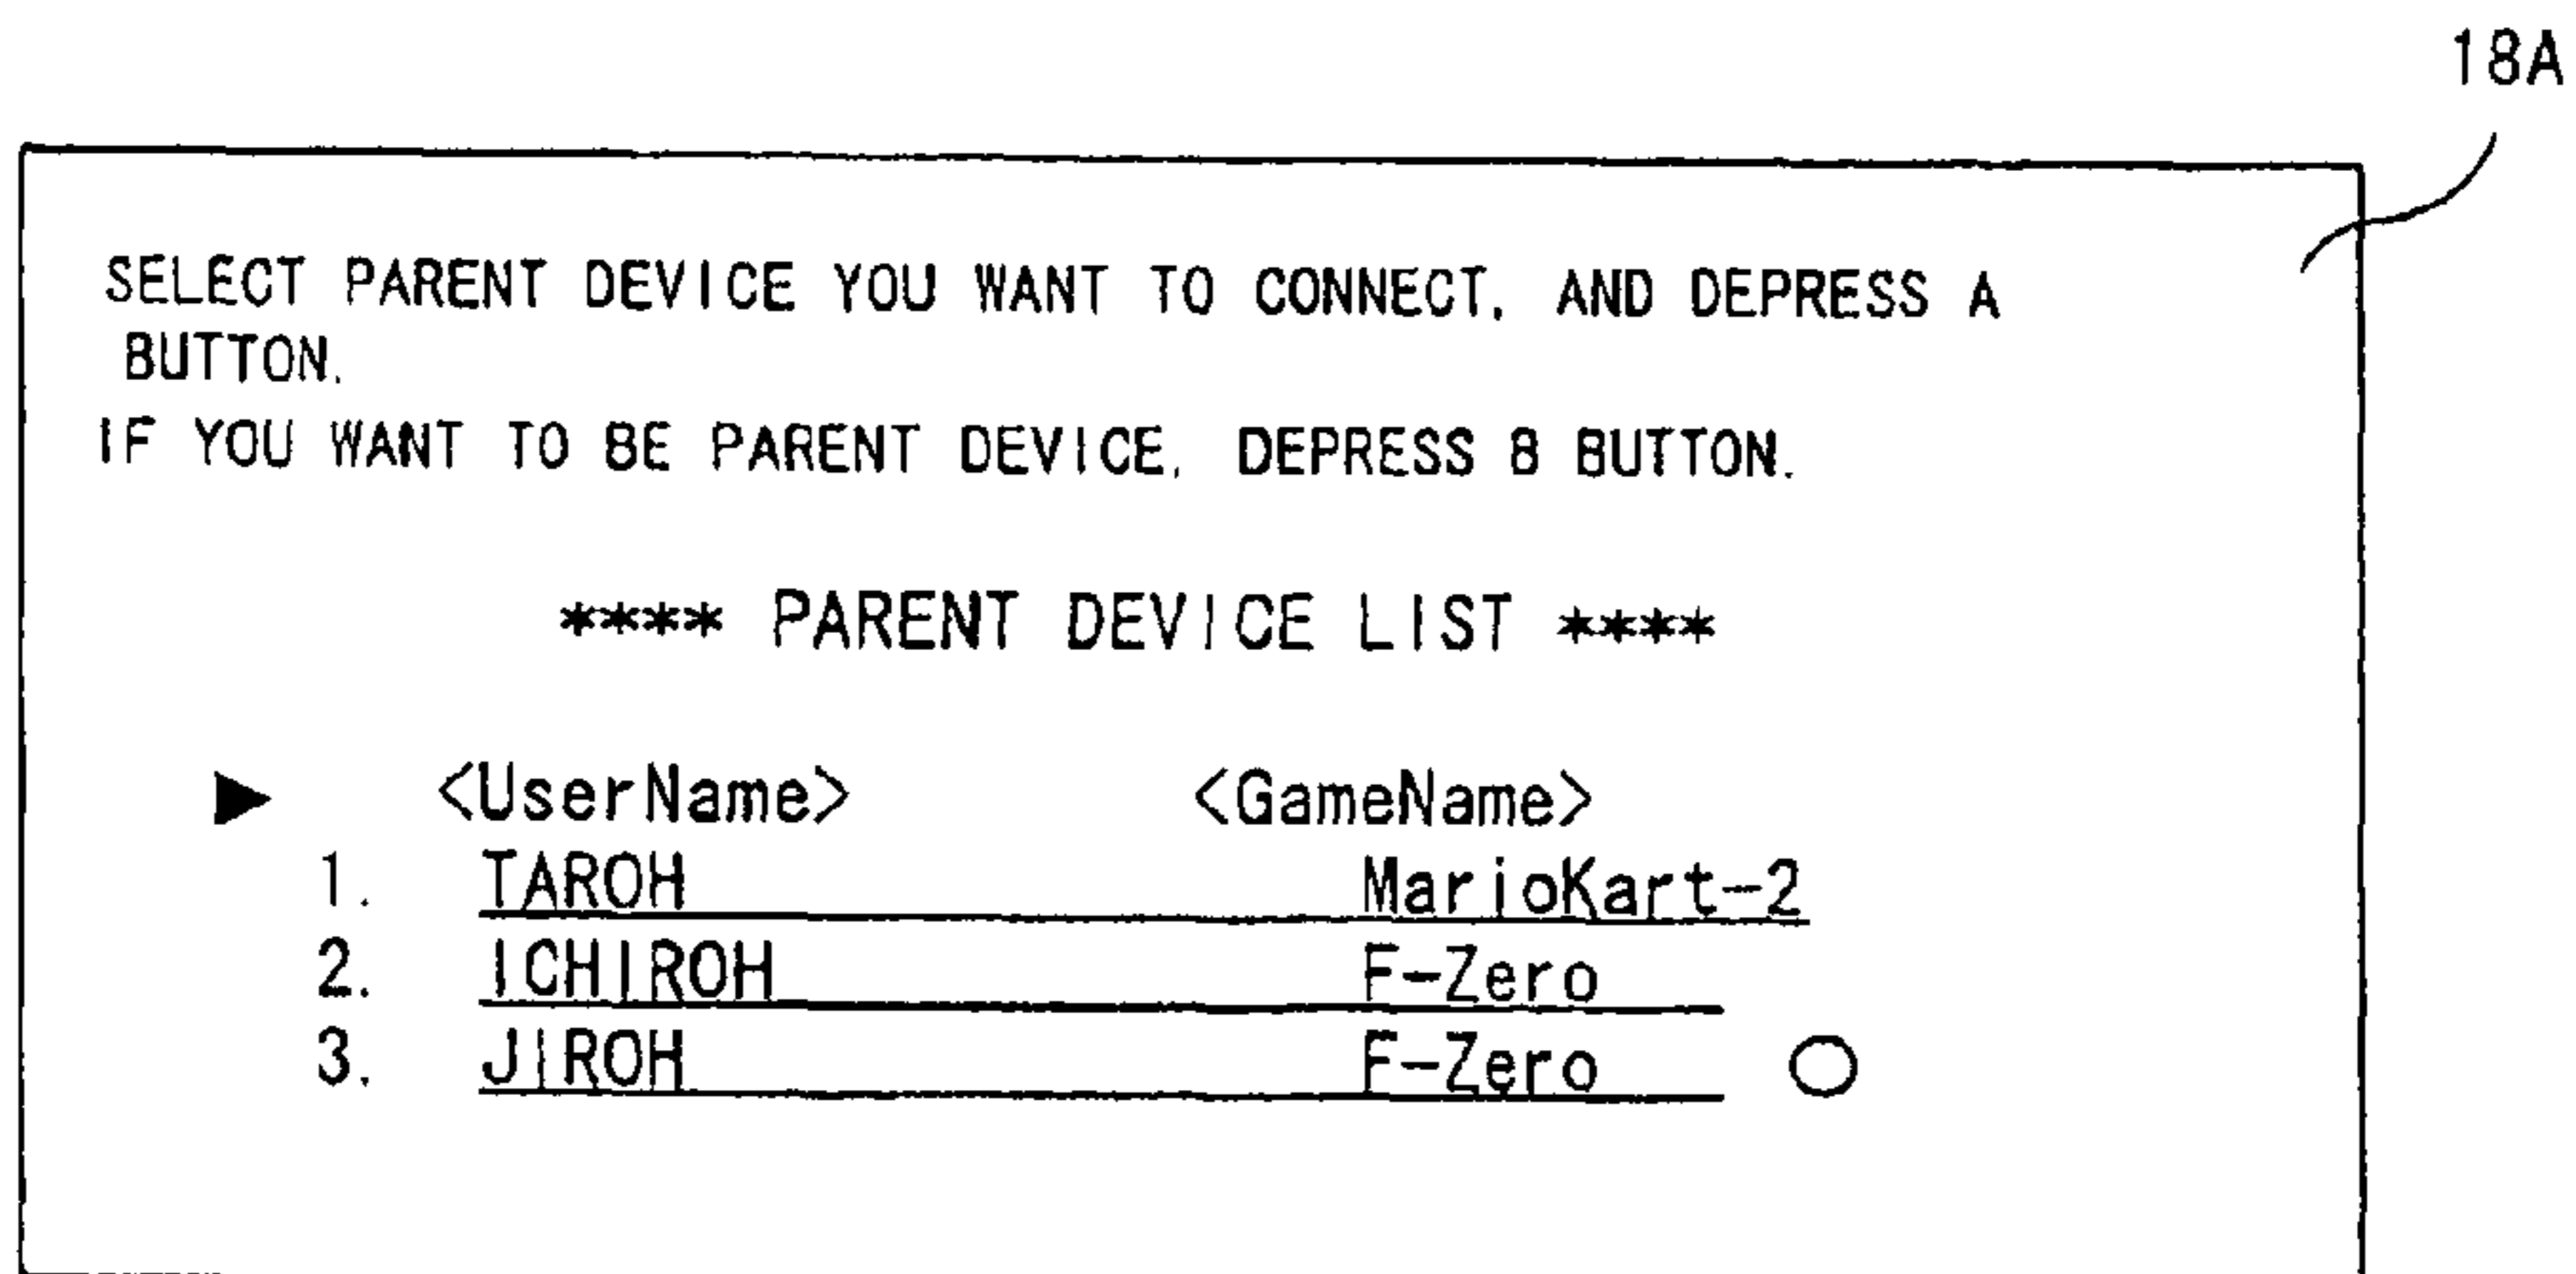 18A
SELECT PARENT DEVICE YOU WANT TO CONNECT, AND DEPRESS A
BUTTON.
IF YOU WANT TO BE PARENT DEVICE, DEPRESS B BUTTON.
**** PARENT DEVICE LIST ****
<UserName> <GameName>
1. TAROH MarioKart-2
2. ICHIROH F-Zero
3. JIROH F-Zero ○